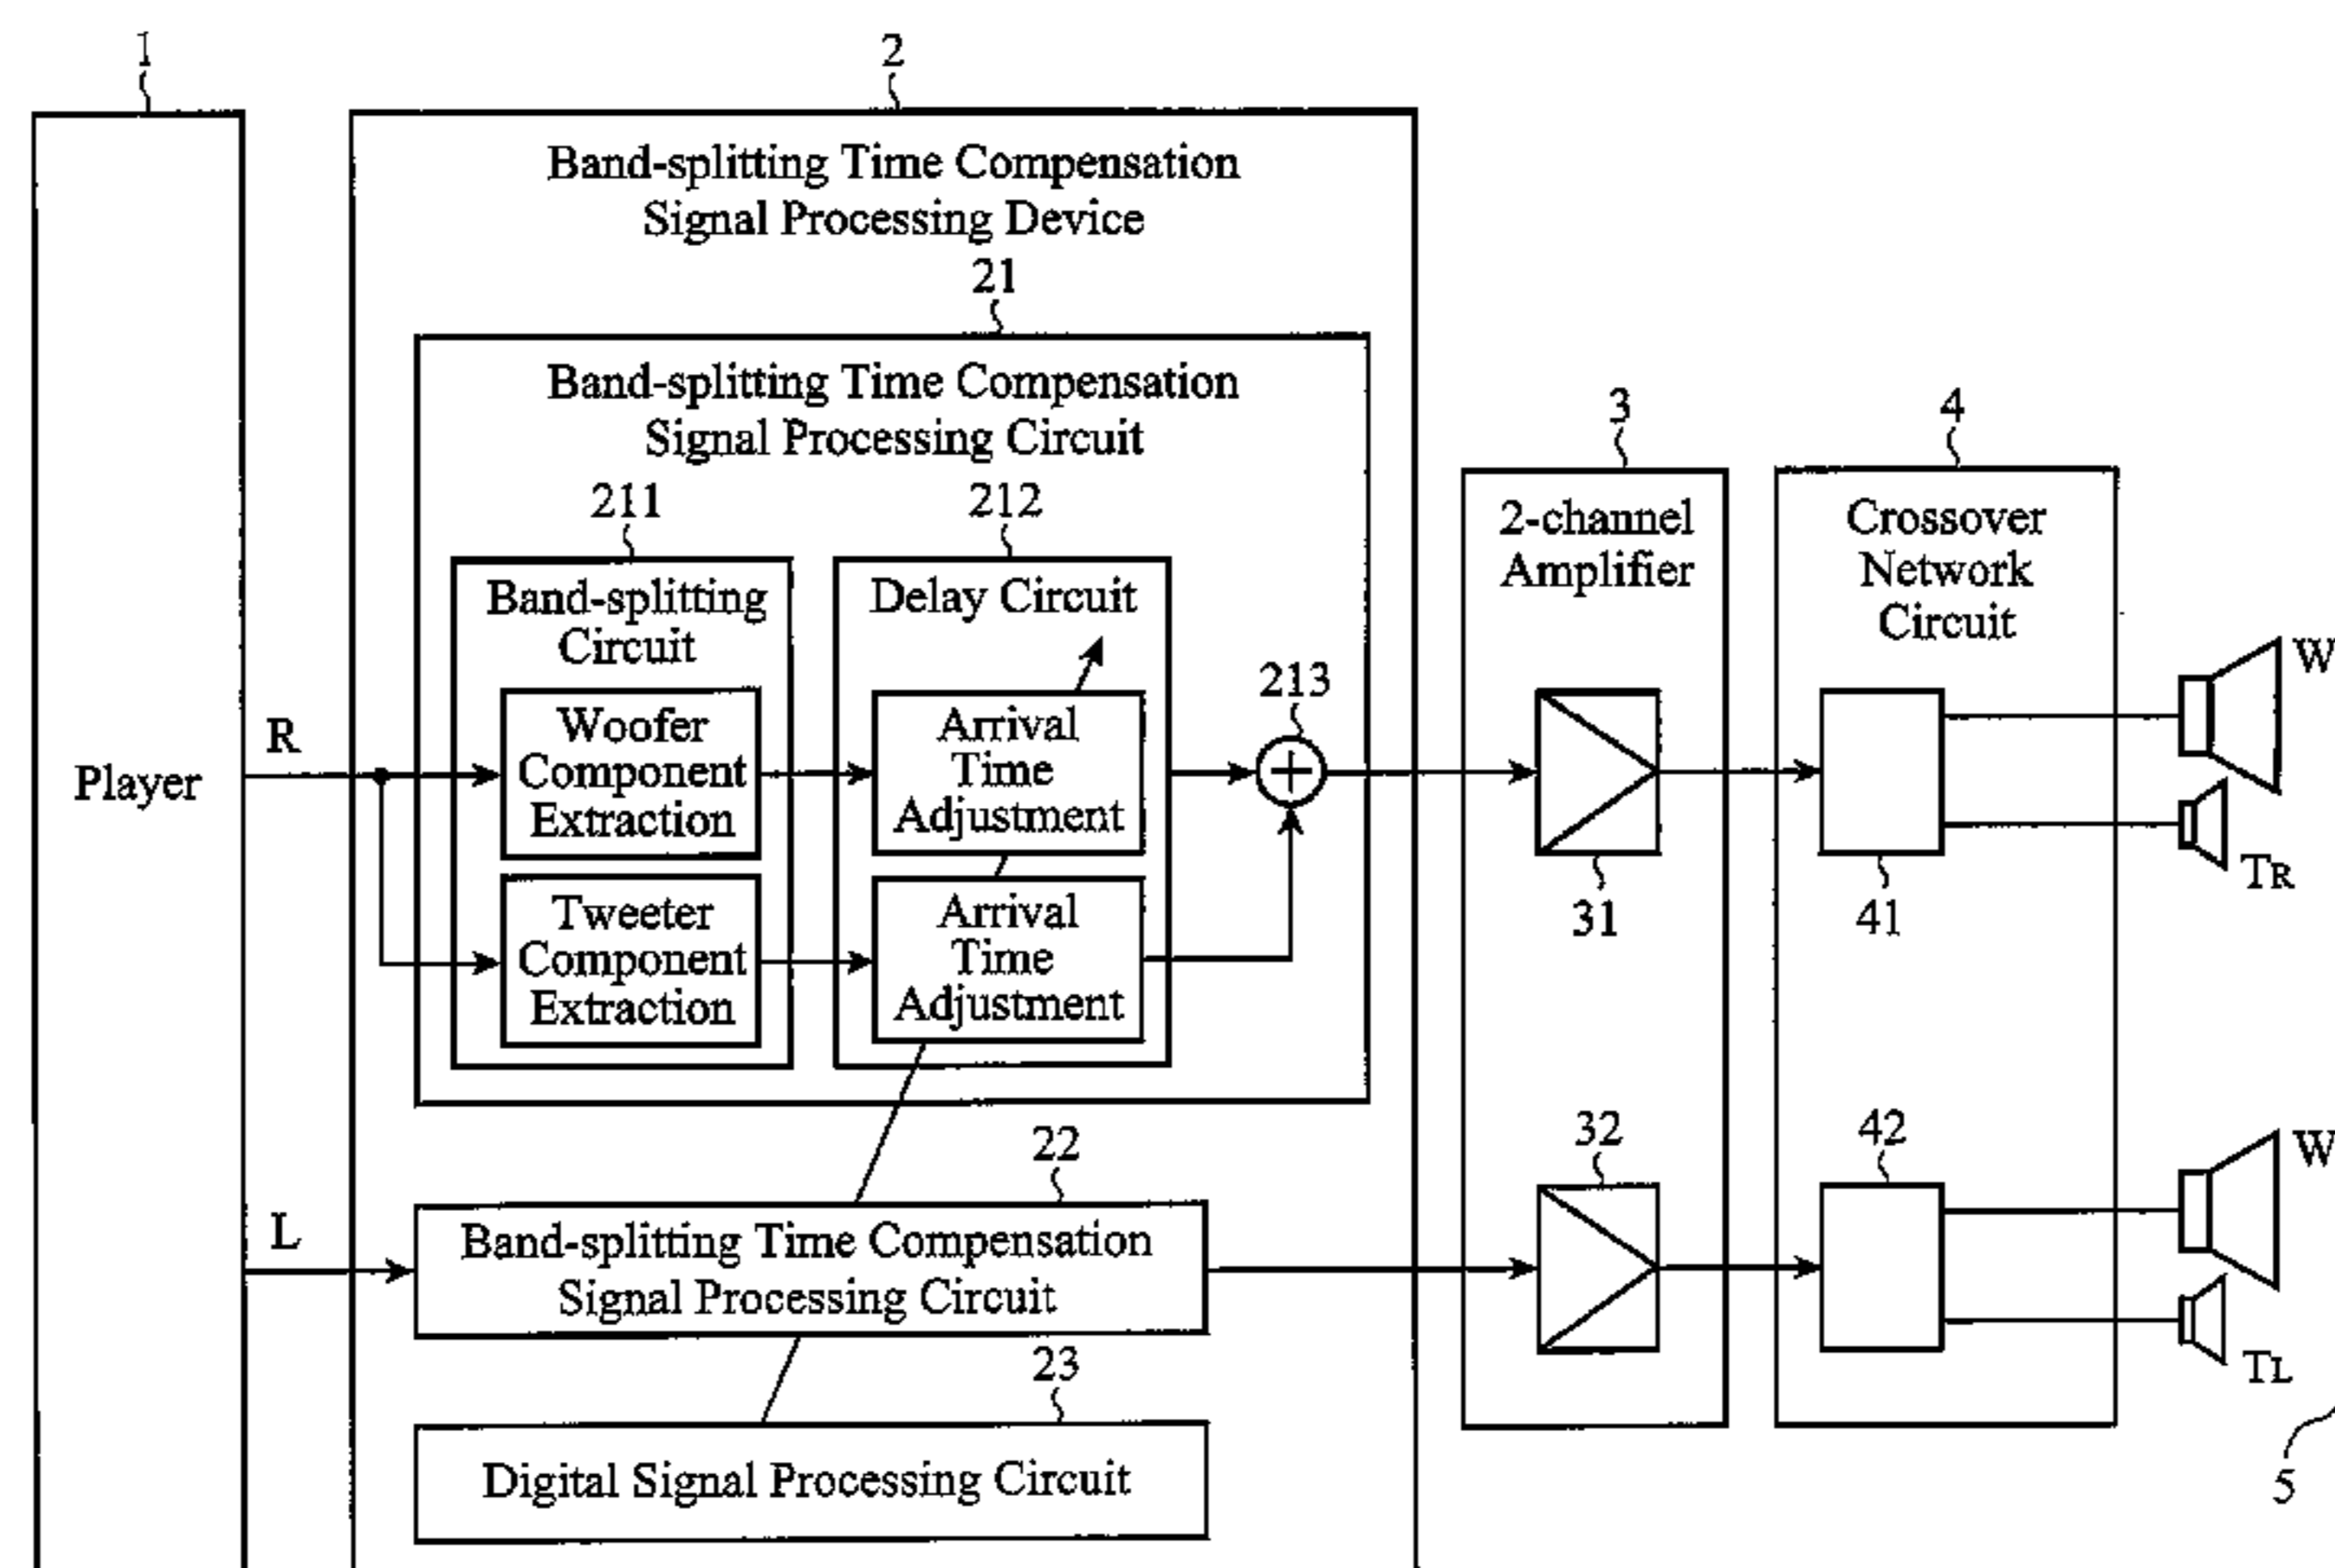 1
2
Band-splitting Time Compensation
Signal Processing Device
21
Band-splitting Time Compensation
Signal Processing Circuit
3
4
211
212
Band-splitting
Circuit
Delay Circuit
2-channel
Amplifier
Crossover
Network
Circuit
213
W
R
Player
Woofer
Component
Extraction
Arrival
Time
Adjustment
TR
31
41
Tweeter
Component
Extraction
Arrival
Time
Adjustment
22
32
42
W
L
Band-splitting Time Compensation
Signal Processing Circuit
23
TL
Digital Signal Processing Circuit
5